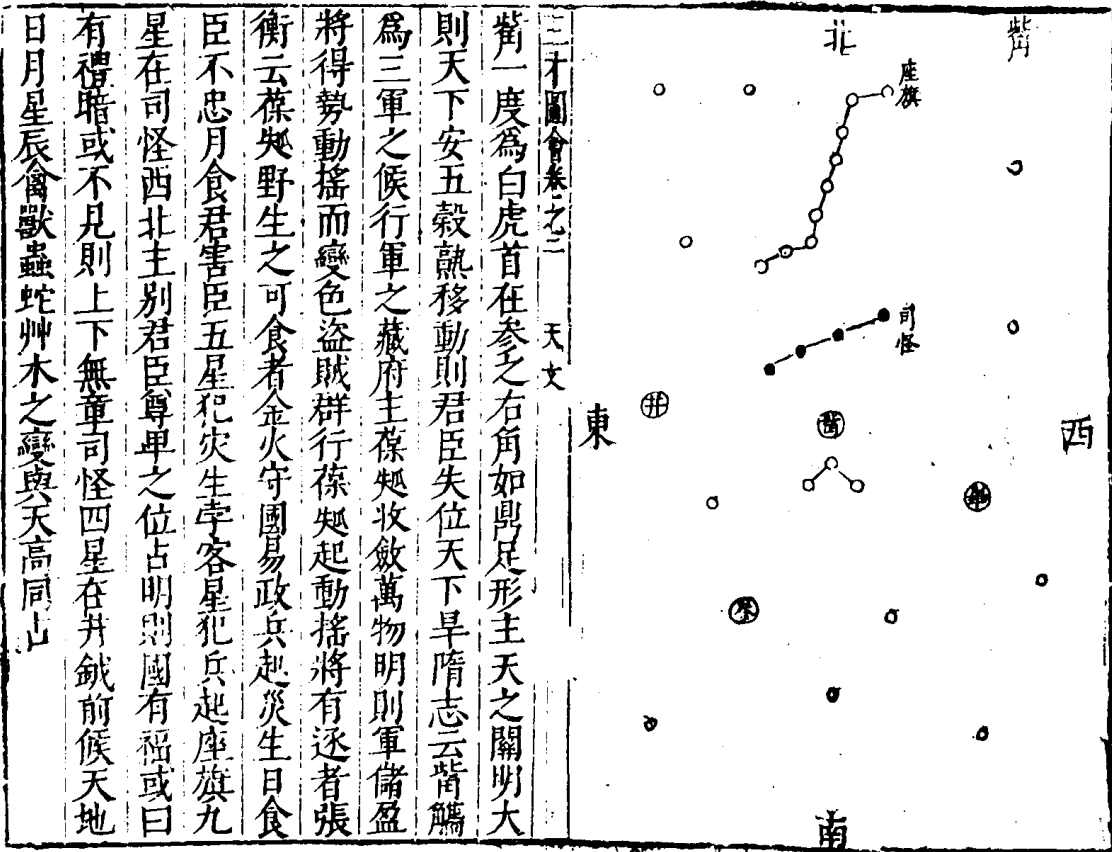 觜
北
座旗
司怪
西
東
井
觜
畢
參
南
三才圖會卷之二 天文
觜一度爲白虎首在参之右角如鼎足形主天之關明大
則天下安五穀熟移動則君臣失位天下旱隋志云觜觿
爲三軍之候行軍之藏府主葆旅收斂萬物明則軍儲盈
將得勢動搖而變色盜賊群行葆旅起動搖將有逐者張
衡云葆旅野生之可食者金火守國易政兵起災生日食
臣不忠月食君害臣五星犯灾生孛客星犯兵起座旗九
星在司怪西北主别君臣尊卑之位占明則國有福或曰
有禮暗或不見則上下無章司怪四星在井鉞前候天地
日月星辰禽獸蟲蛇艸木之變與天高同占